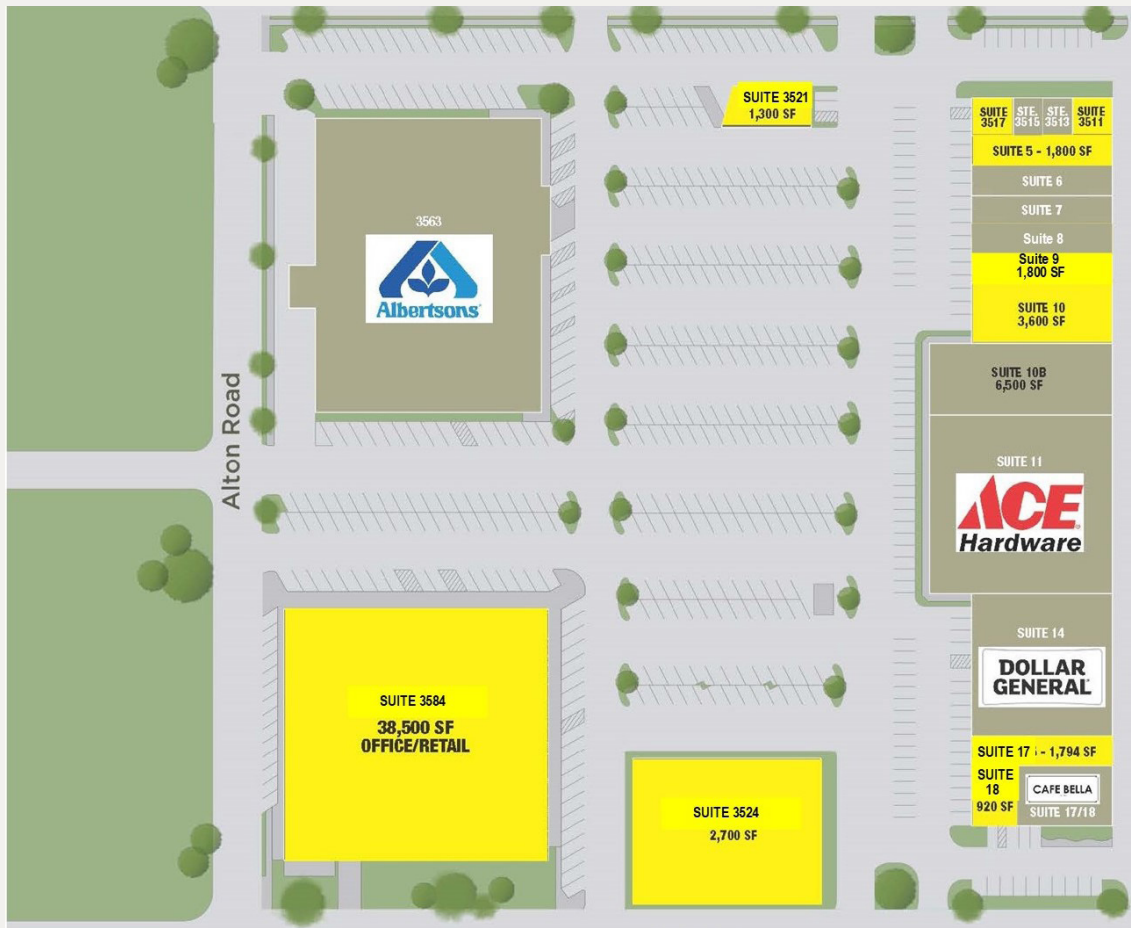 SUITE 3521
1,300 SF
SUITE
3517
STE.
3515
STE.
3513
SUITE
3511
SUITE 5 - 1,800 SF
SUITE 6
SUITE 7
Suite 8
Suite 9
1,800 SF
SUITE 10
3,600 SF
3563
Albertsons
SUITE 10B
6,500 SF
Alton Road
SUITE 11
ACE
Hardware
SUITE 14
DOLLAR
GENERAL
SUITE 3584
38,500 SF
OFFICE/RETAIL
SUITE 17 - 1,794 SF
SUITE
18
920 SF
CAFE BELLA
SUITE 17/18
SUITE 3524
2,700 SF